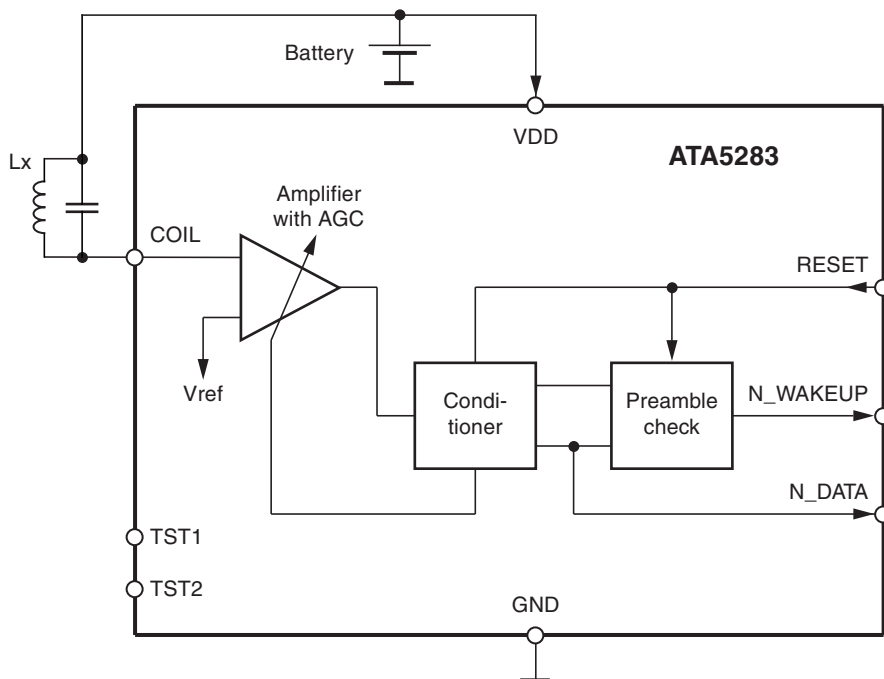 Battery
VDD
ATA5283
Lx
Amplifier
with AGC
COIL
RESET
Vref
Condi-
tioner
Preamble
check
N_WAKEUP
N_DATA
TST1
TST2
GND